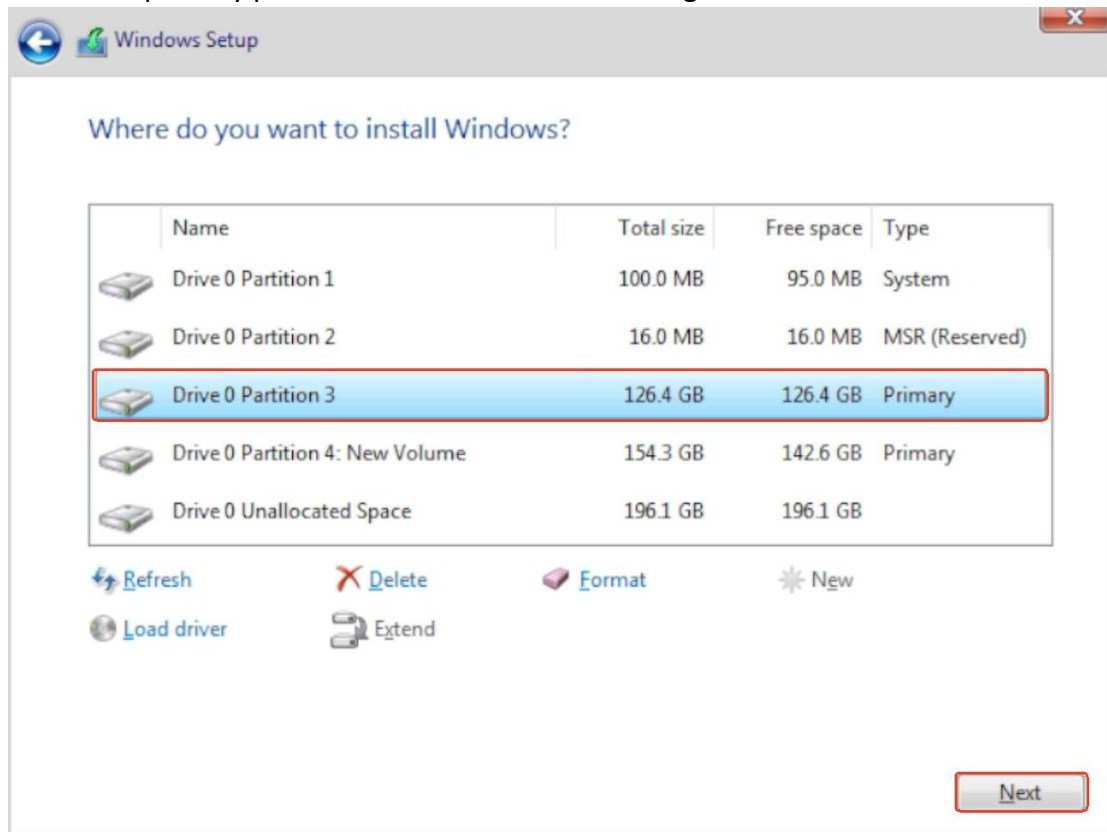 Windows Setup
Where do you want to install Windows?
Name Total size Free space Type
Drive 0 Partition 1 100.0 MB 95.0 MB System
Drive 0 Partition 2 16.0 MB 16.0 MB MSR (Reserved)
Drive 0 Partition 3 126.4 GB 126.4 GB Primary
Drive 0 Partition 4: New Volume 154.3 GB 142.6 GB Primary
Drive 0 Unallocated Space 196.1 GB 196.1 GB
Refresh Delete Format New
Load driver Extend
Next